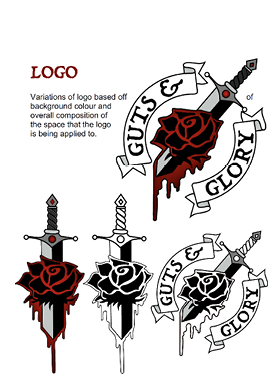 LOGO
Variations of logo based off of
background colour and
overall composition of
the space that the logo
is being applied to.
GUTS &
GLORY
GUTS &
GLORY